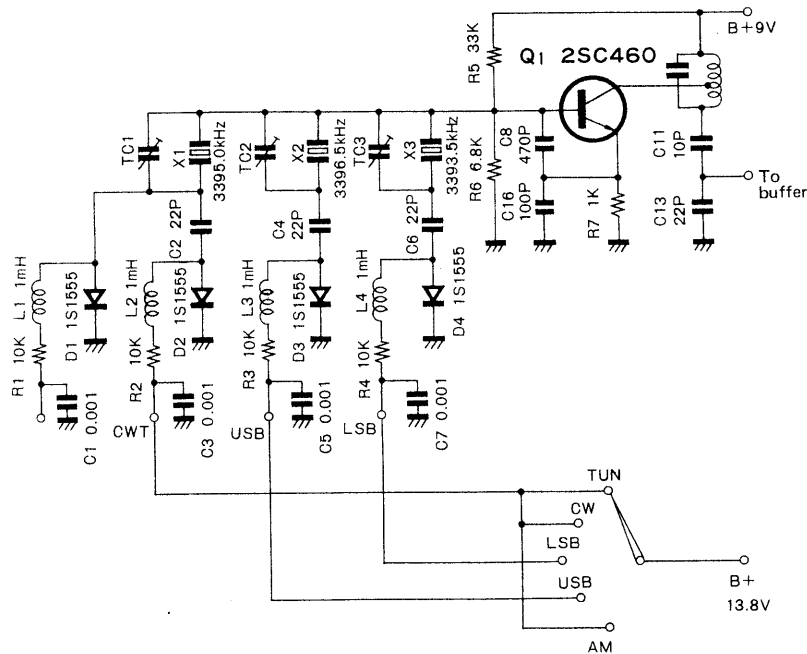 B+9V
Q1 2SC460
R5 33K
TC1
X1
3395.0kHz
TC2
X2
3396.5kHz
TC3
X3
3393.5kHz
R6 6.8K
C8
470P
C16
100P
R7 1K
C11
10P
C13
22P
To
buffer
22P
C2
C4
22P
22P
C6
L1 1mH
D1 1S1555
L2 1mH
D2 1S1555
L3 1mH
D3 1S1555
L4 1mH
D4 1S1555
R1 10K
R2 10K
R3 10K
R4 10K
C1 0.001
C3 0.001
C5 0.001
C7 0.001
CWT
USB
LSB
TUN
CW
LSB
USB
AM
B+
13.8V